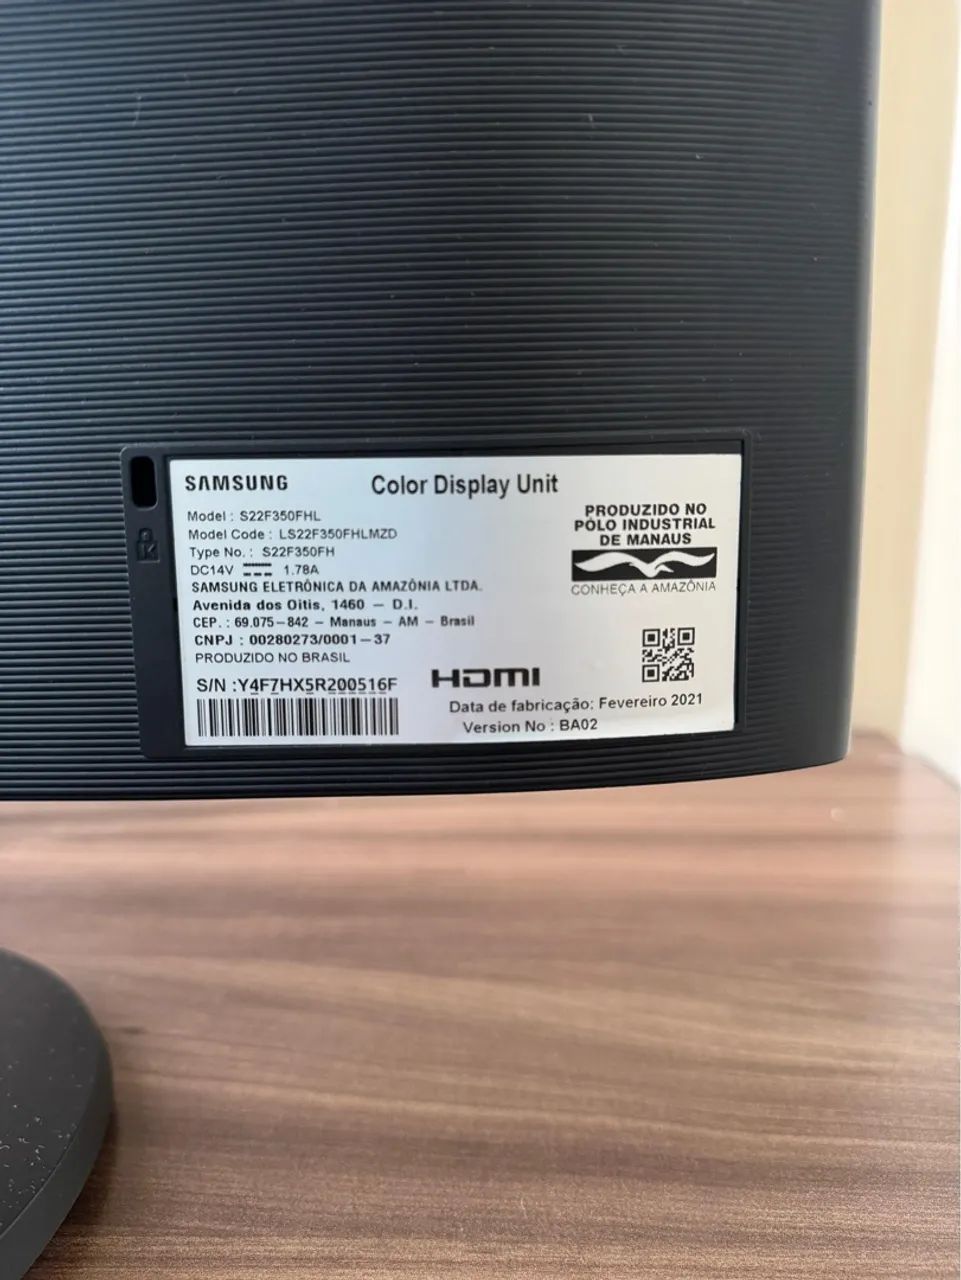 SAMSUNG
Color Display Unit
Model : S22F350FHL
Model Code : LS22F350FHLMZD
Type No. : S22F350FH
DC14V 1.78A
SAMSUNG ELETRÔNICA DA AMAZÔNIA LTDA.
Avenida dos Oitis, 1460 – D.I.
CEP. : 69.075-842 – Manaus – AM – Brasil
CNPJ : 00280273/0001-37
PRODUZIDO NO BRASIL
S/N :Y4F7HX5R200516F
PRODUZIDO NO
PÓLO INDUSTRIAL
DE MANAUS
CONHEÇA A AMAZÔNIA
HDMI
Data de fabricação: Fevereiro 2021
Version No : BA02